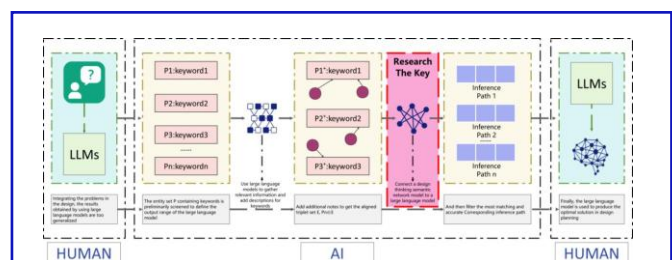 LLMs
P1:keyword1
P2:keyword2
P3:keyword3
......
Pn:keywordn
P1*:keyword1
P2*:keyword2
P3*:keyword3
Research
The Key
Inference
Path 1
Inference
Path 2
......
Inference
Path n
LLMs
Integrating the problems in
the design, the results
obtained by using large
language models are too
generalized
The entity set P containing keywords is
preliminarily screened to define the
output range of the large language
model
Use large language
models to gather
relevant information and
add descriptions for
keywords
Add additional notes to get the aligned
triplet set
Connect a design
thinking semantic
network model to a
large language model
And then filter the most matching and
accurate Corresponding inference path
Finally, the large language
model is used to produce the
optimal solution in design
planning
HUMAN
AI
HUMAN